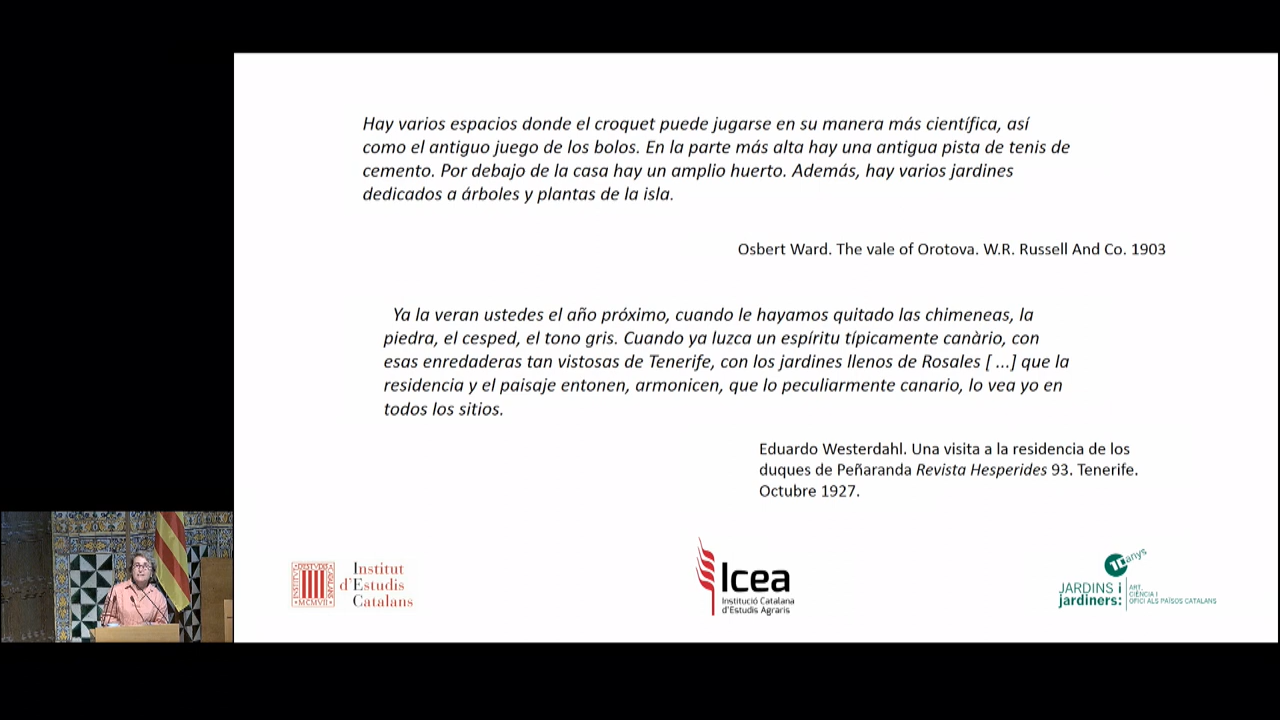 Hay varios espacios donde el croquet puede jugarse en su manera más científica, así
como el antiguo juego de los bolos. En la parte más alta hay una antigua pista de tenis de
cemento. Por debajo de la casa hay un amplio huerto. Además, hay varios jardines
dedicados a árboles y plantas de la isla.
Osbert Ward. The vale of Orotova. W.R. Russell And Co. 1903
Ya la veran ustedes el año próximo, cuando le hayamos quitado las chimeneas, la
piedra, el cesped, el tono gris. Cuando ya luzca un espíritu típicamente canàrio, con
esas enredaderas tan vistosas de Tenerife, con los jardines llenos de Rosales [ ...] que la
residencia y el paisaje entonen, armonicen, que lo peculiarmente canario, lo vea yo en
todos los sitios.
Eduardo Westerdahl. Una visita a la residencia de los
duques de Peñaranda Revista Hesperides 93. Tenerife.
Octubre 1927.
Institut
d'Estudis
Catalans
MCMVII
Icea
Institució Catalana
d'Estudis Agraris
10 anys
JARDINS i
jardiners:
ART,
CIÈNCIA I
OFICI ALS PAÏSOS CATALANS